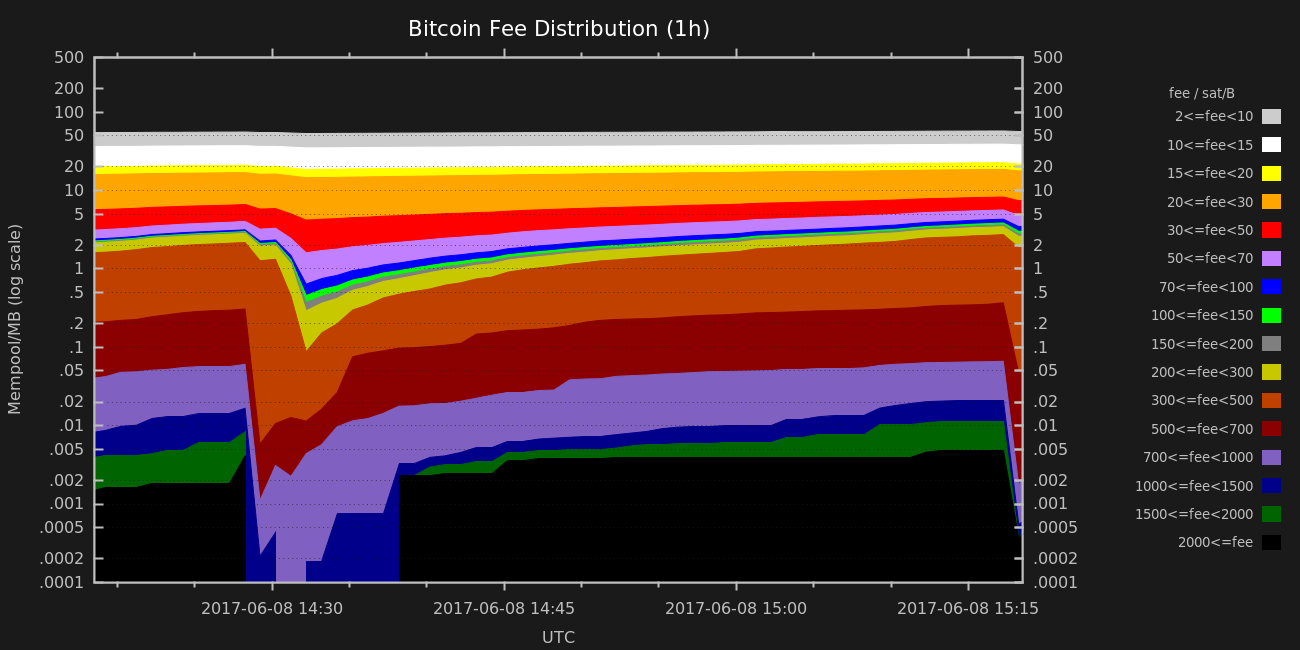 Bitcoin Fee Distribution (1h)
500
200
100
50
20
10
5
2
1
.5
.2
.1
.05
.02
.01
.005
.002
.001
.0005
.0002
.0001
Mempool/MB (log scale)
500
200
100
50
20
10
5
2
1
.5
.2
.1
.05
.02
.01
.005
.002
.001
.0005
.0002
.0001
fee / sat/B
2<=fee<10
10<=fee<15
15<=fee<20
20<=fee<30
30<=fee<50
50<=fee<70
70<=fee<100
100<=fee<150
150<=fee<200
200<=fee<300
300<=fee<500
500<=fee<700
700<=fee<1000
1000<=fee<1500
1500<=fee<2000
2000<=fee
2017-06-08 14:30 2017-06-08 14:45 2017-06-08 15:00 2017-06-08 15:15
UTC